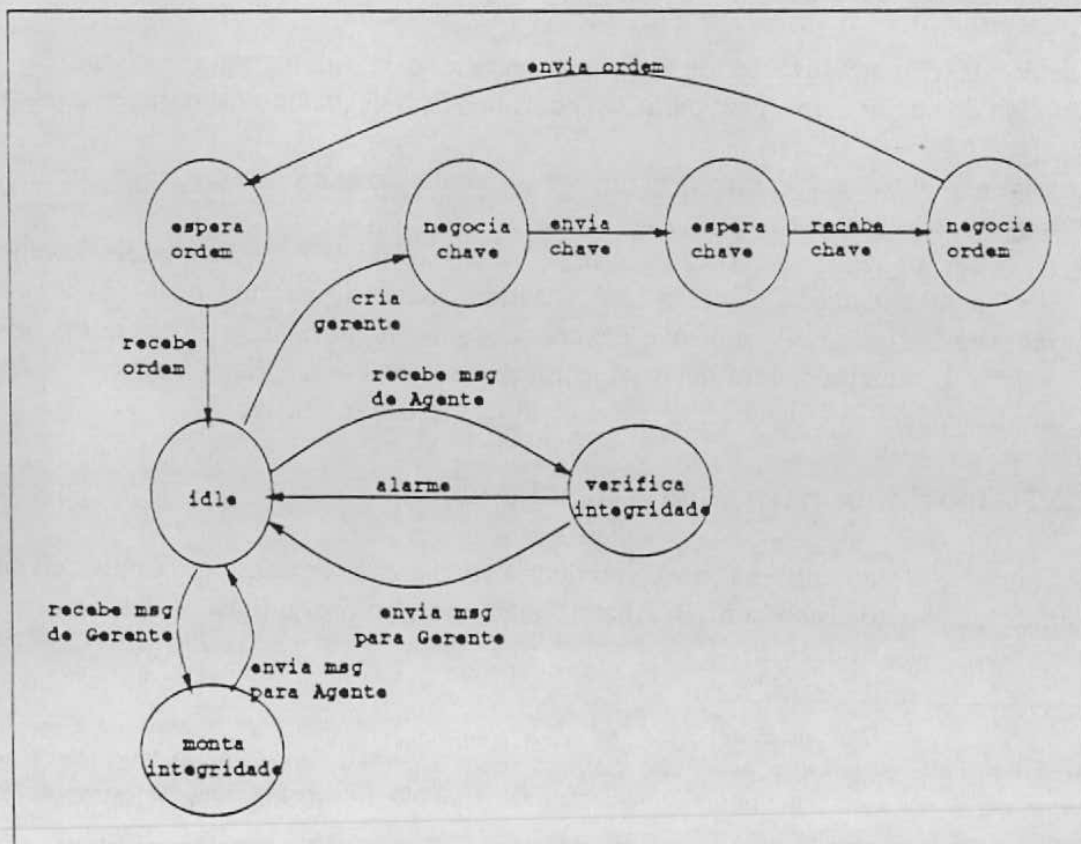 envia ordem
espera
ordem
negocia
chave
envia
chave
espera
chave
recebe
chave
negocia
ordem
cria
gerente
recebe
ordem
recebe msg
de Agente
idle
alarme
verifica
integridade
recebe msg
de Gerente
envia msg
para Gerente
envia msg
para Agente
monta
integridade